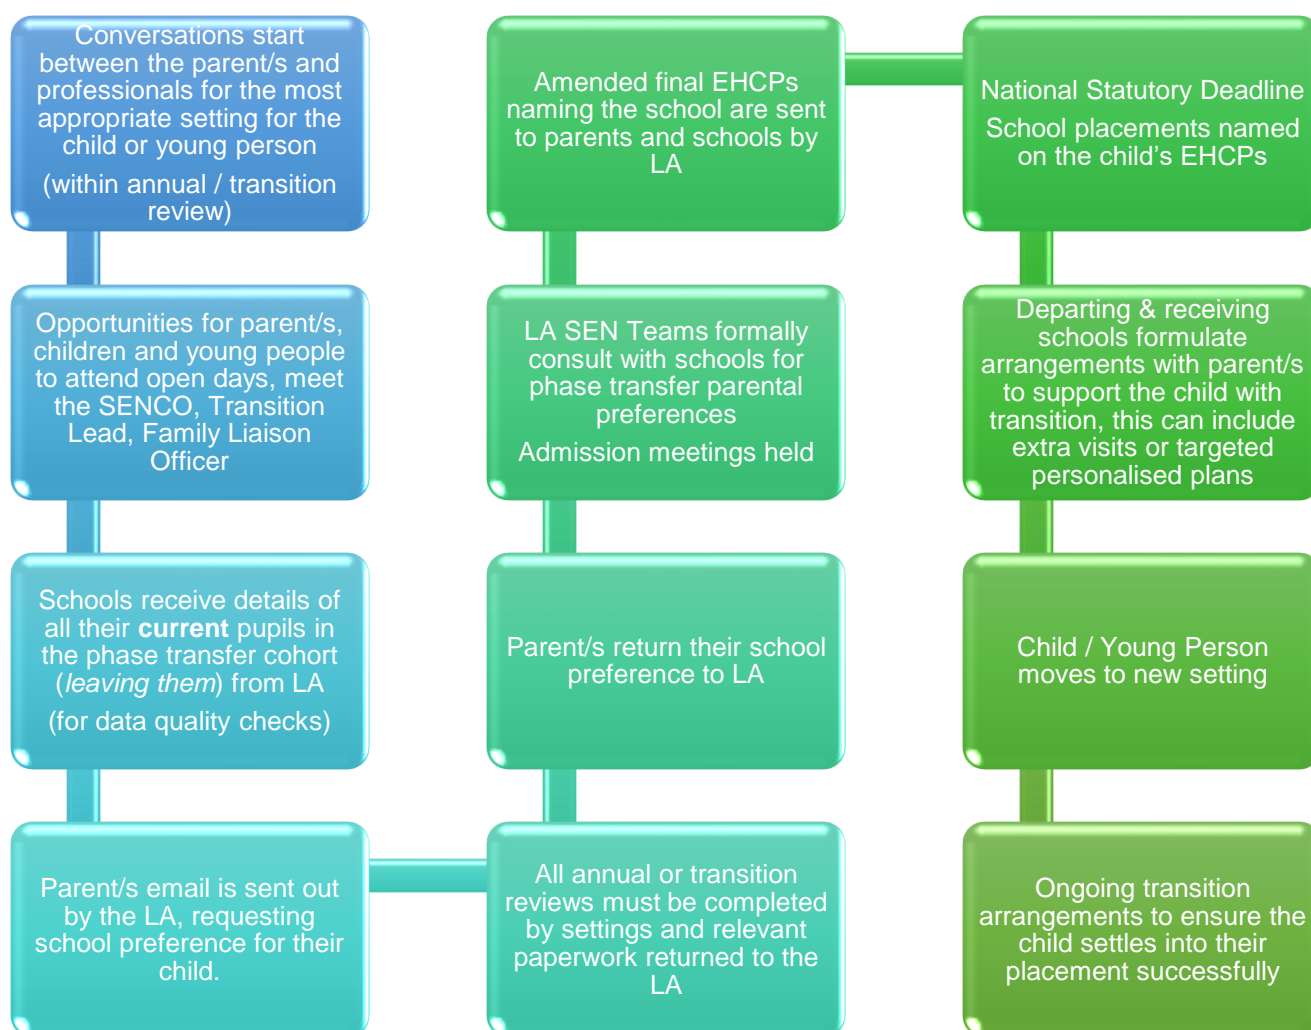 Conversations start
between the parent/s and
professionals for the most
appropriate setting for the
child or young person
(within annual / transition
review)
Opportunities for parent/s,
children and young people
to attend open days, meet
the SENCO, Transition
Lead, Family Liaison
Officer
Schools receive details of
all their current pupils in
the phase transfer cohort
(leaving them) from LA
(for data quality checks)
Parent/s email is sent out
by the LA, requesting
school preference for their
child.
All annual or transition
reviews must be completed
by settings and relevant
paperwork returned to the
LA
Parent/s return their school
preference to LA
LA SEN Teams formally
consult with schools for
phase transfer parental
preferences
Admission meetings held
Amended final EHCPs
naming the school are sent
to parents and schools by
LA
National Statutory Deadline
School placements named
on the child’s EHCPs
Departing & receiving
schools formulate
arrangements with parent/s
to support the child with
transition, this can include
extra visits or targeted
personalised plans
Child / Young Person
moves to new setting
Ongoing transition
arrangements to ensure the
child settles into their
placement successfully